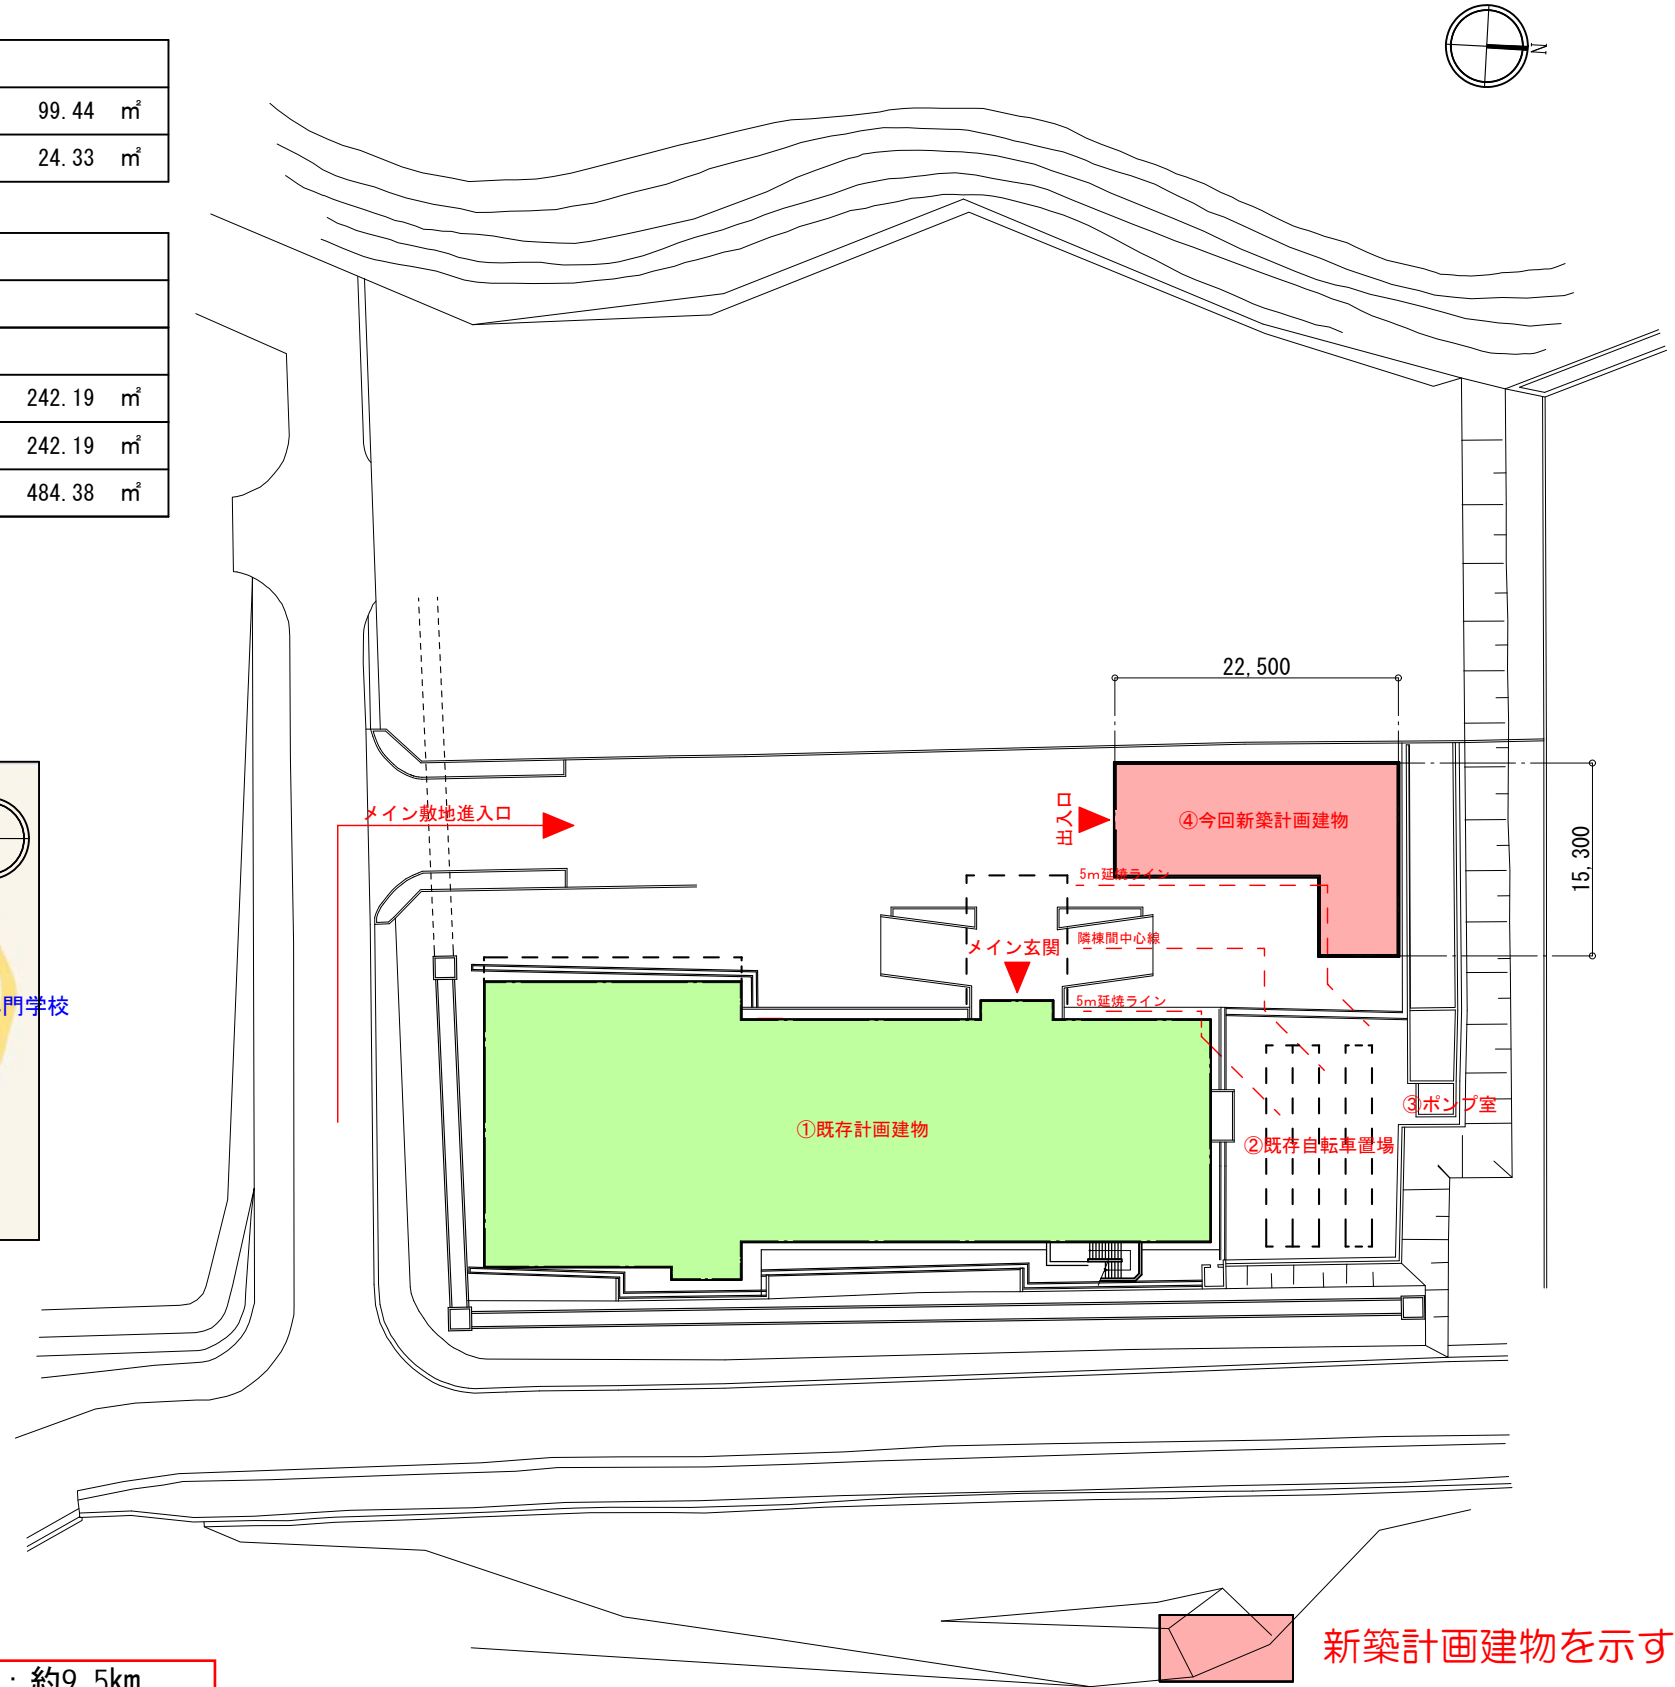 N
99.44 ㎡
24.33 ㎡
242.19 ㎡
242.19 ㎡
484.38 ㎡
22,500
15,300
メイン敷地進入口
出入口
④今回新築計画建物
5m延焼ライン
隣棟間中心線
メイン玄関
5m延焼ライン
門学校
①既存計画建物
③ポンプ室
②既存自転車置場
新築計画建物を示す
：約9.5km